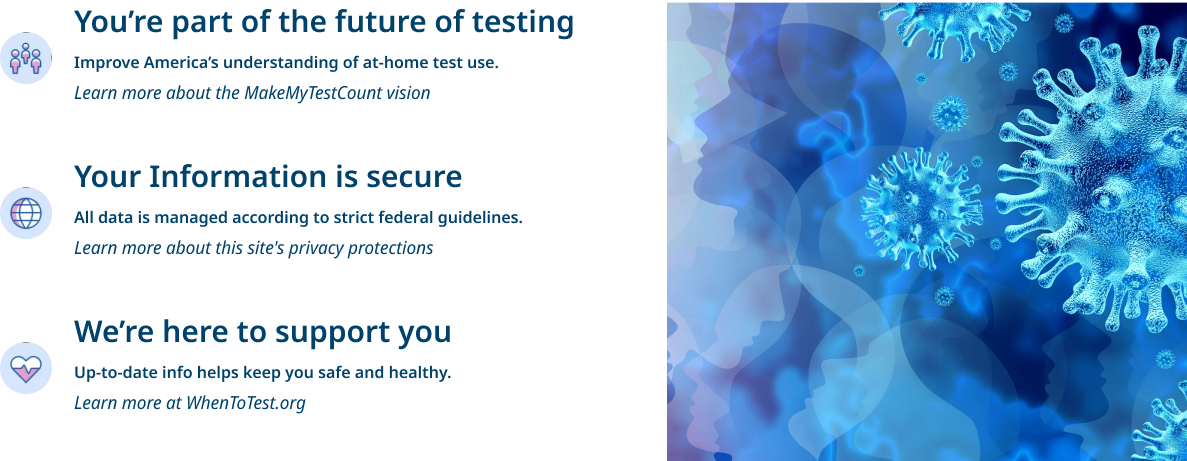 You’re part of the future of testing
Improve America’s understanding of at-home test use.
Learn more about the MakeMyTestCount vision
Your Information is secure
All data is managed according to strict federal guidelines.
Learn more about this site's privacy protections
We’re here to support you
Up-to-date info helps keep you safe and healthy.
Learn more at WhenToTest.org